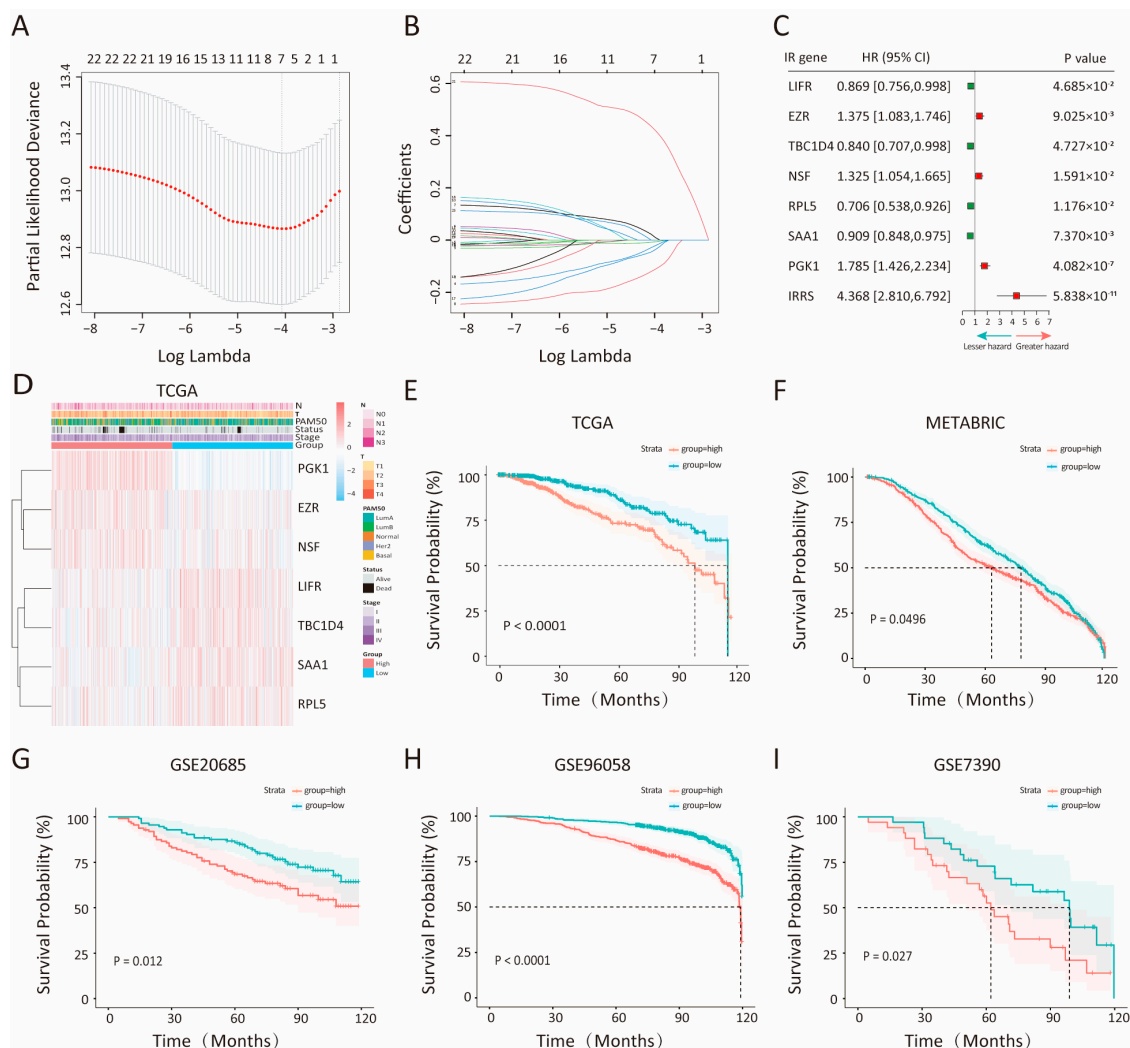 A
22 22 22 22 21 19 16 15 13 11 11 8 7 5 2 1 1
Partial Likelihood Deviance
13.4
13.2
13.0
12.8
12.6
−8 −7 −6 −5 −4 −3
Log Lambda
B
22 21 16 11 7 1
Coefficients
0.6
0.4
0.2
0
−0.2
−8 −7 −6 −5 −4 −3
Log Lambda
C
IR gene HR (95% CI) P value
LIFR 0.869 [0.756,0.998] 4.685×10⁻²
EZR 1.375 [1.083,1.746] 9.025×10⁻³
TBC1D4 0.840 [0.707,0.998] 4.727×10⁻²
NSF 1.325 [1.054,1.665] 1.591×10⁻²
RPL5 0.706 [0.538,0.926] 1.176×10⁻²
SAA1 0.909 [0.848,0.975] 7.370×10⁻³
PGK1 1.785 [1.426,2.234] 4.082×10⁻⁷
IRRS 4.368 [2.810,6.792] 5.838×10⁻¹¹
0 1 2 3 4 5 6 7
Lesser hazard Greater hazard
D
TCGA
N
T
PAM50
Status
Stage
Group
PGK1
EZR
NSF
LIFR
TBC1D4
SAA1
RPL5
2
0
−2
−4
N
N0
N1
N2
N3
T
T1
T2
T3
T4
PAM50
LumA
LumB
Normal
Her2
Basal
Status
Alive
Dead
Stage
I
II
III
IV
Group
High
Low
E
TCGA
Strata group=high
group=low
Survival Probability (%)
100
75
50
25
0
P < 0.0001
0 30 60 90 120
Time（Months）
F
METABRIC
Strata group=high
group=low
Survival Probability (%)
100
75
50
25
0
P = 0.0496
0 30 60 90 120
Time（Months）
G
GSE20685
Strata group=high
group=low
Survival Probability (%)
100
75
50
25
0
P = 0.012
0 30 60 90 120
Time（Months）
H
GSE96058
Strata group=high
group=low
Survival Probability (%)
100
75
50
25
0
P < 0.0001
0 30 60 90 120
Time（Months）
I
GSE7390
Strata group=high
group=low
Survival Probability (%)
100
75
50
25
0
P = 0.027
0 30 60 90 120
Time（Months）